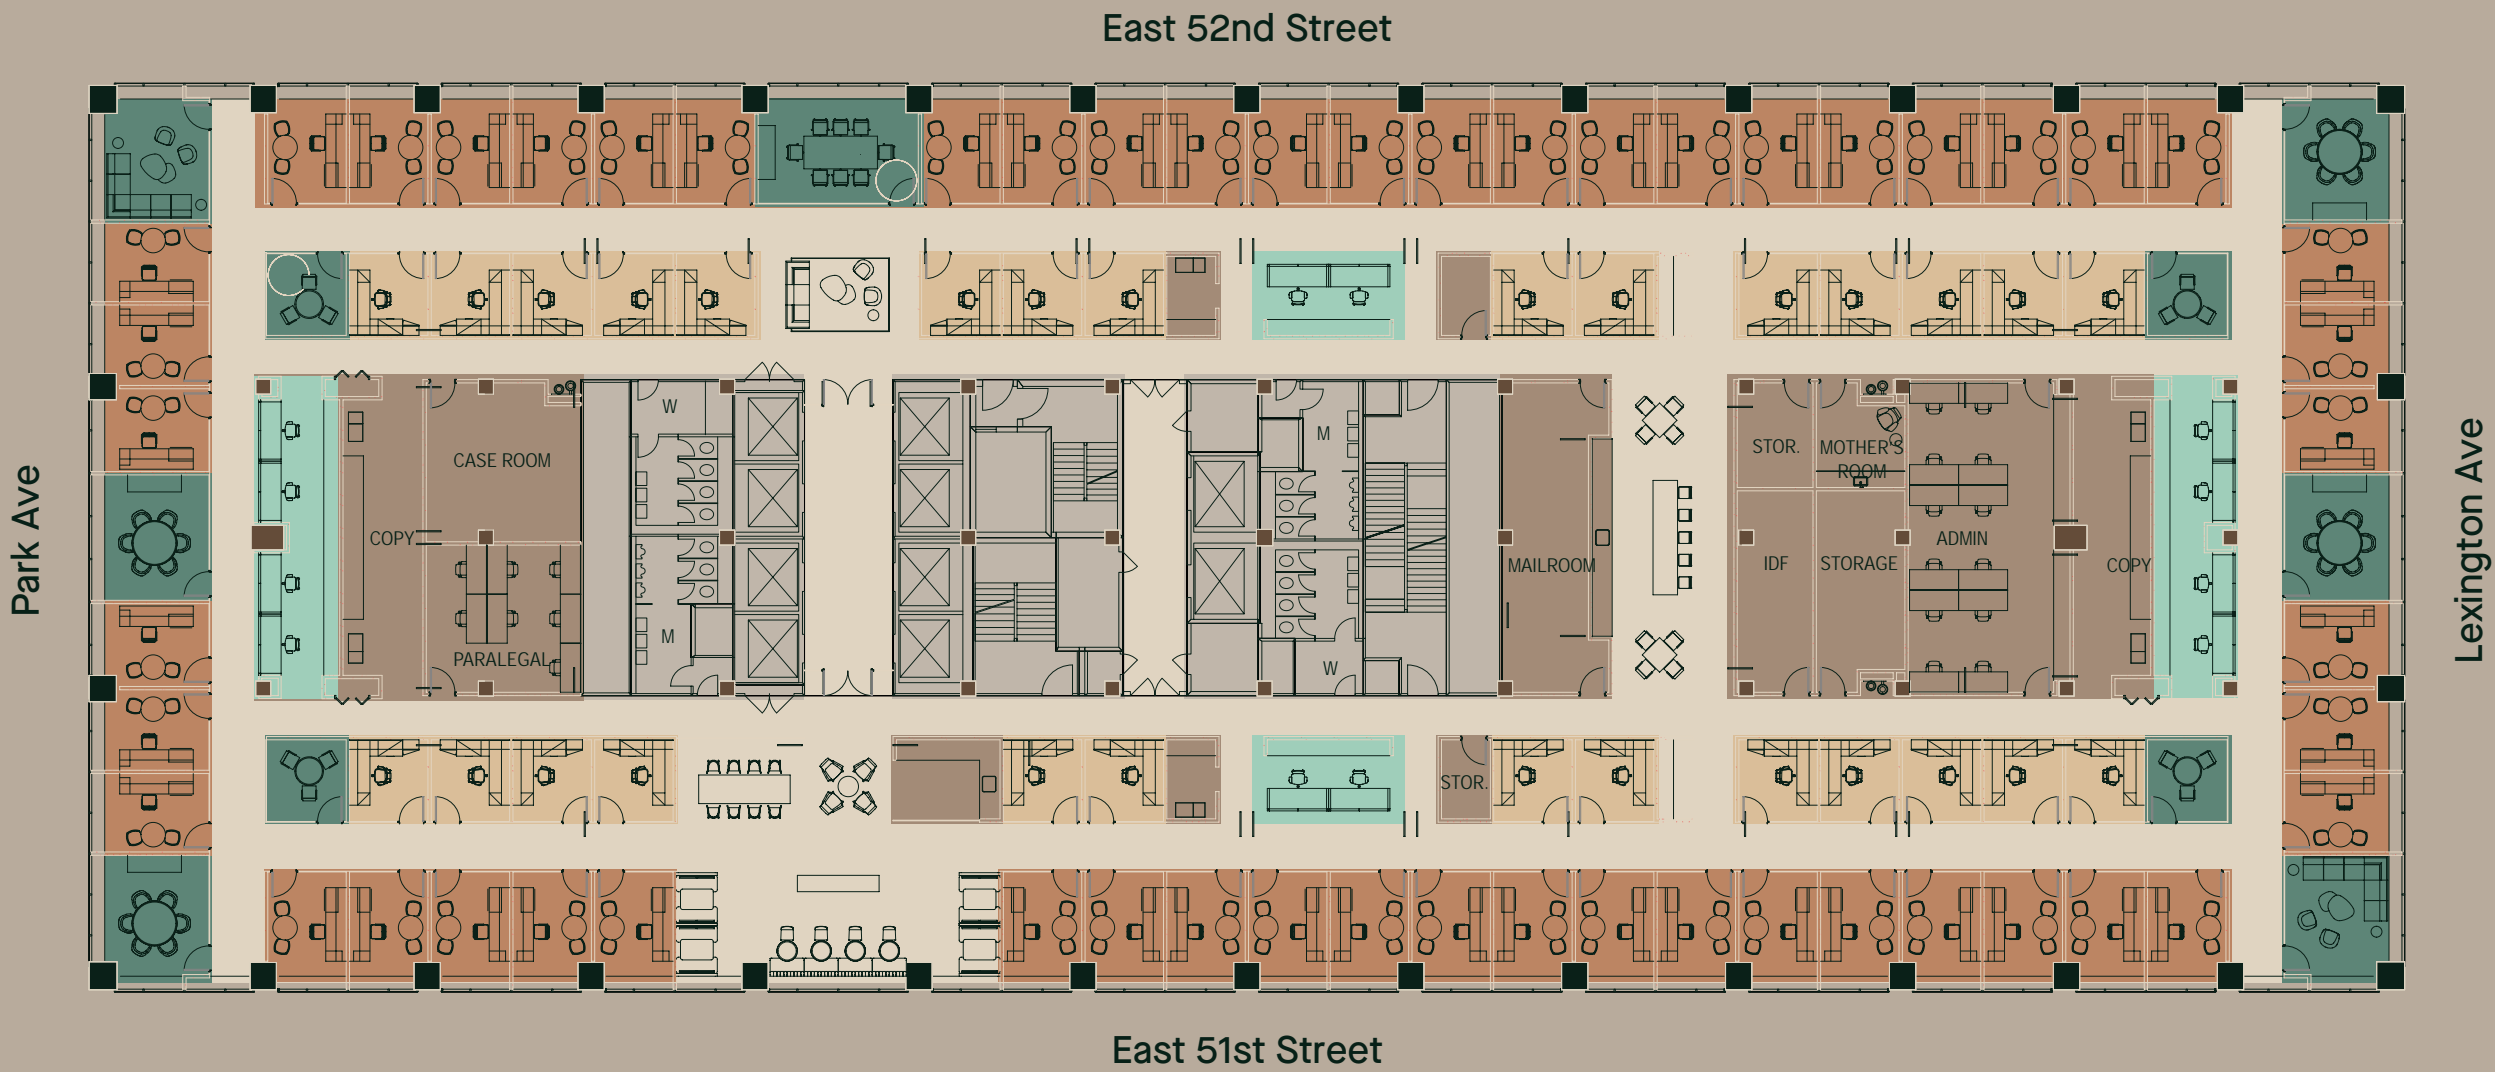 East 52nd Street
Park Ave
Lexington Ave
W
M
CASE ROOM
STOR.
MOTHER'S
ROOM
COPY
ADMIN
MAILROOM
IDF
STORAGE
COPY
M
PARALEGAL
W
STOR.
East 51st Street